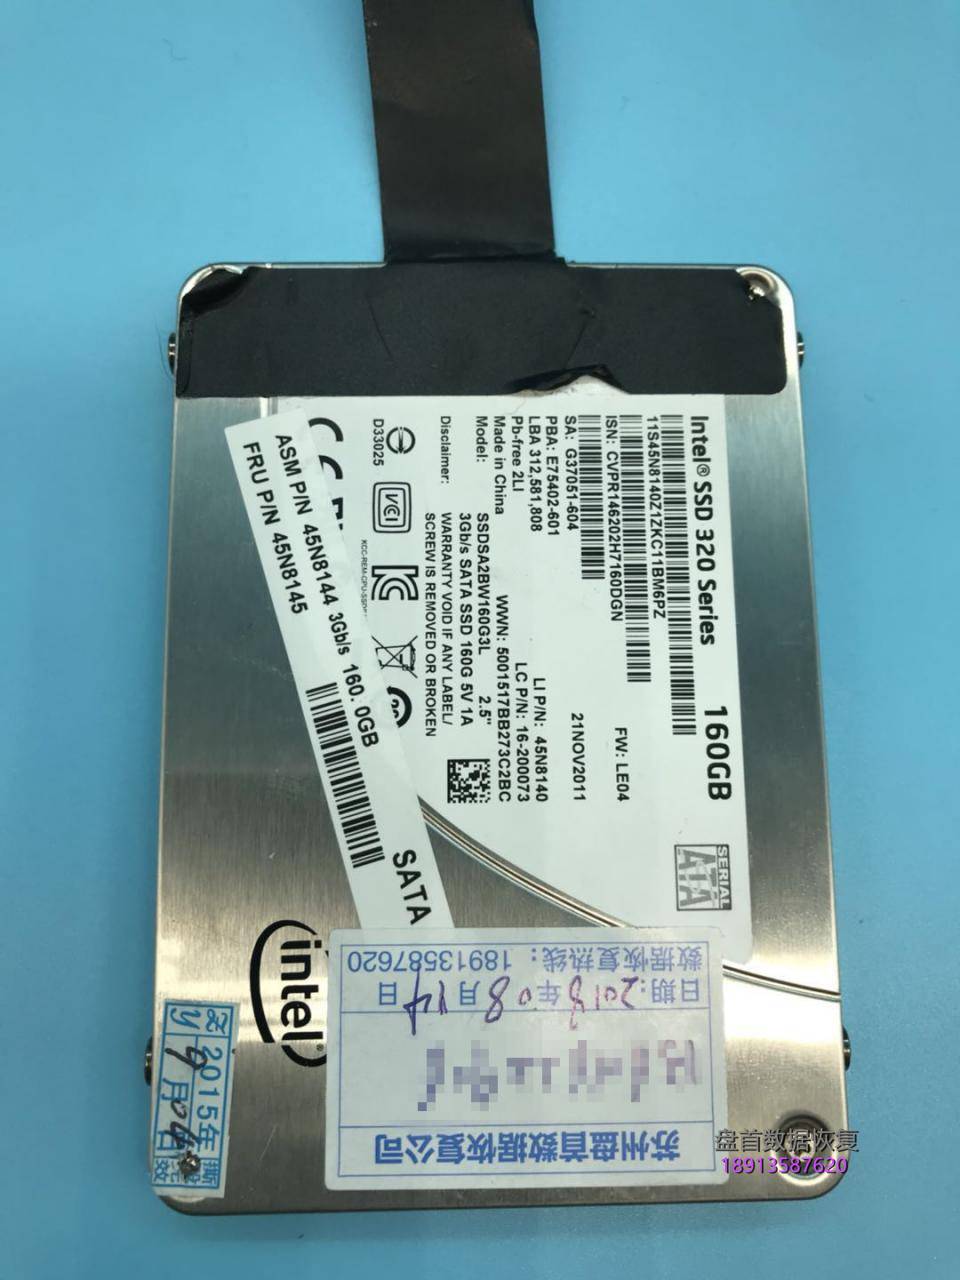 Intel® SSD 320 Series 160GB
11S45N8140Z1ZKC11BM6PZ
ISN: CVPR146202H7160DGN FW: LE04
SA: G37051-604 21NOV2011
PBA: E75402-601
LBA 312,581,808 LI P/N: 45N8140
Pb-free 2LI LC P/N: 16-200073
Made in China WWN: 5001517BB273C2BC
Model: SSDSA2BW160G3L 2.5"
3Gb/s SATA SSD 160G 5V 1A
Disclaimer: WARRANTY VOID IF ANY LABEL/
SCREW IS REMOVED OR BROKEN
D33025
VCI
SERIAL
ATA
ASM P/N 45N8144 3Gb/s 160. 0GB
FRU P/N 45N8145
SATA
intel
苏州盘首数据恢复公司
日期: 2018年08月14日
数据恢复热线: 18913587620
2015年
9月04日
盘首数据恢复
18913587620